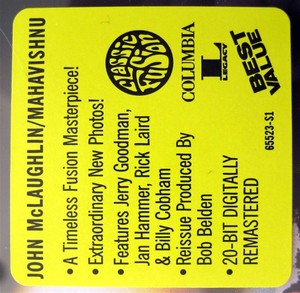 JOHN McLAUGHLIN/MAHAVISHNU
• A Timeless Fusion Masterpiece!
• Extraordinary New Photos!
• Features Jerry Goodman,
Jan Hammer, Rick Laird
& Billy Cobham
• Reissue Produced By
Bob Belden
• 20-BIT DIGITALLY
REMASTERED
CLASSIC
FUSION
COLUMBIA
L
LEGACY
BEST
VALUE
65523-S1